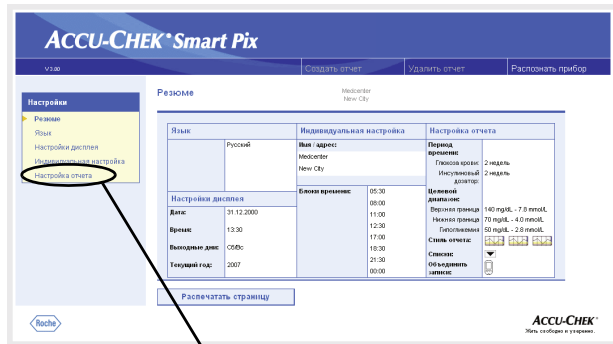 ACCU-CHEK® Smart Pix
V 3.00
Создать отчет
Удалить отчет
Распознать прибор
Настройки
Резюме
Язык
Настройки дисплея
Индивидуальная настройка
Настройка отчета
Резюме
Medcenter
New City
Язык
Русский
Настройки дисплея
Дата: 31.12.2000
Время: 13:30
Выходные дни: Сб/Вс
Текущий год: 2007
Индивидуальная настройка
Имя / адрес:
Medcenter
New City
Блоки времени: 05:30
08:00
11:00
12:30
17:00
18:30
21:30
00:00
Настройка отчета
Период
времени:
Глюкоза крови: 2 недель
Инсулиновый 2 недель
дозатор:
Целевой
диапазон:
Верхняя граница 140 mg/dL - 7.8 mmol/L
Нижняя граница 70 mg/dL - 4.0 mmol/L
Гипогликемия 50 mg/dL - 2.8 mmol/L
Стиль отчета:
Списки:
Объединить
записи:
Распечатать страницу
Roche
ACCU-CHEK®
Жить свободно и уверенно.